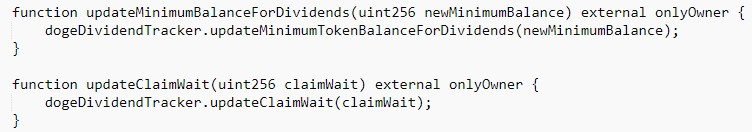 function updateMinimumBalanceForDividends(uint256 newMinimumBalance) external onlyOwner {
    dogeDividendTracker.updateMinimumTokenBalanceForDividends(newMinimumBalance);
}

function updateClaimWait(uint256 claimWait) external onlyOwner {
    dogeDividendTracker.updateClaimWait(claimWait);
}